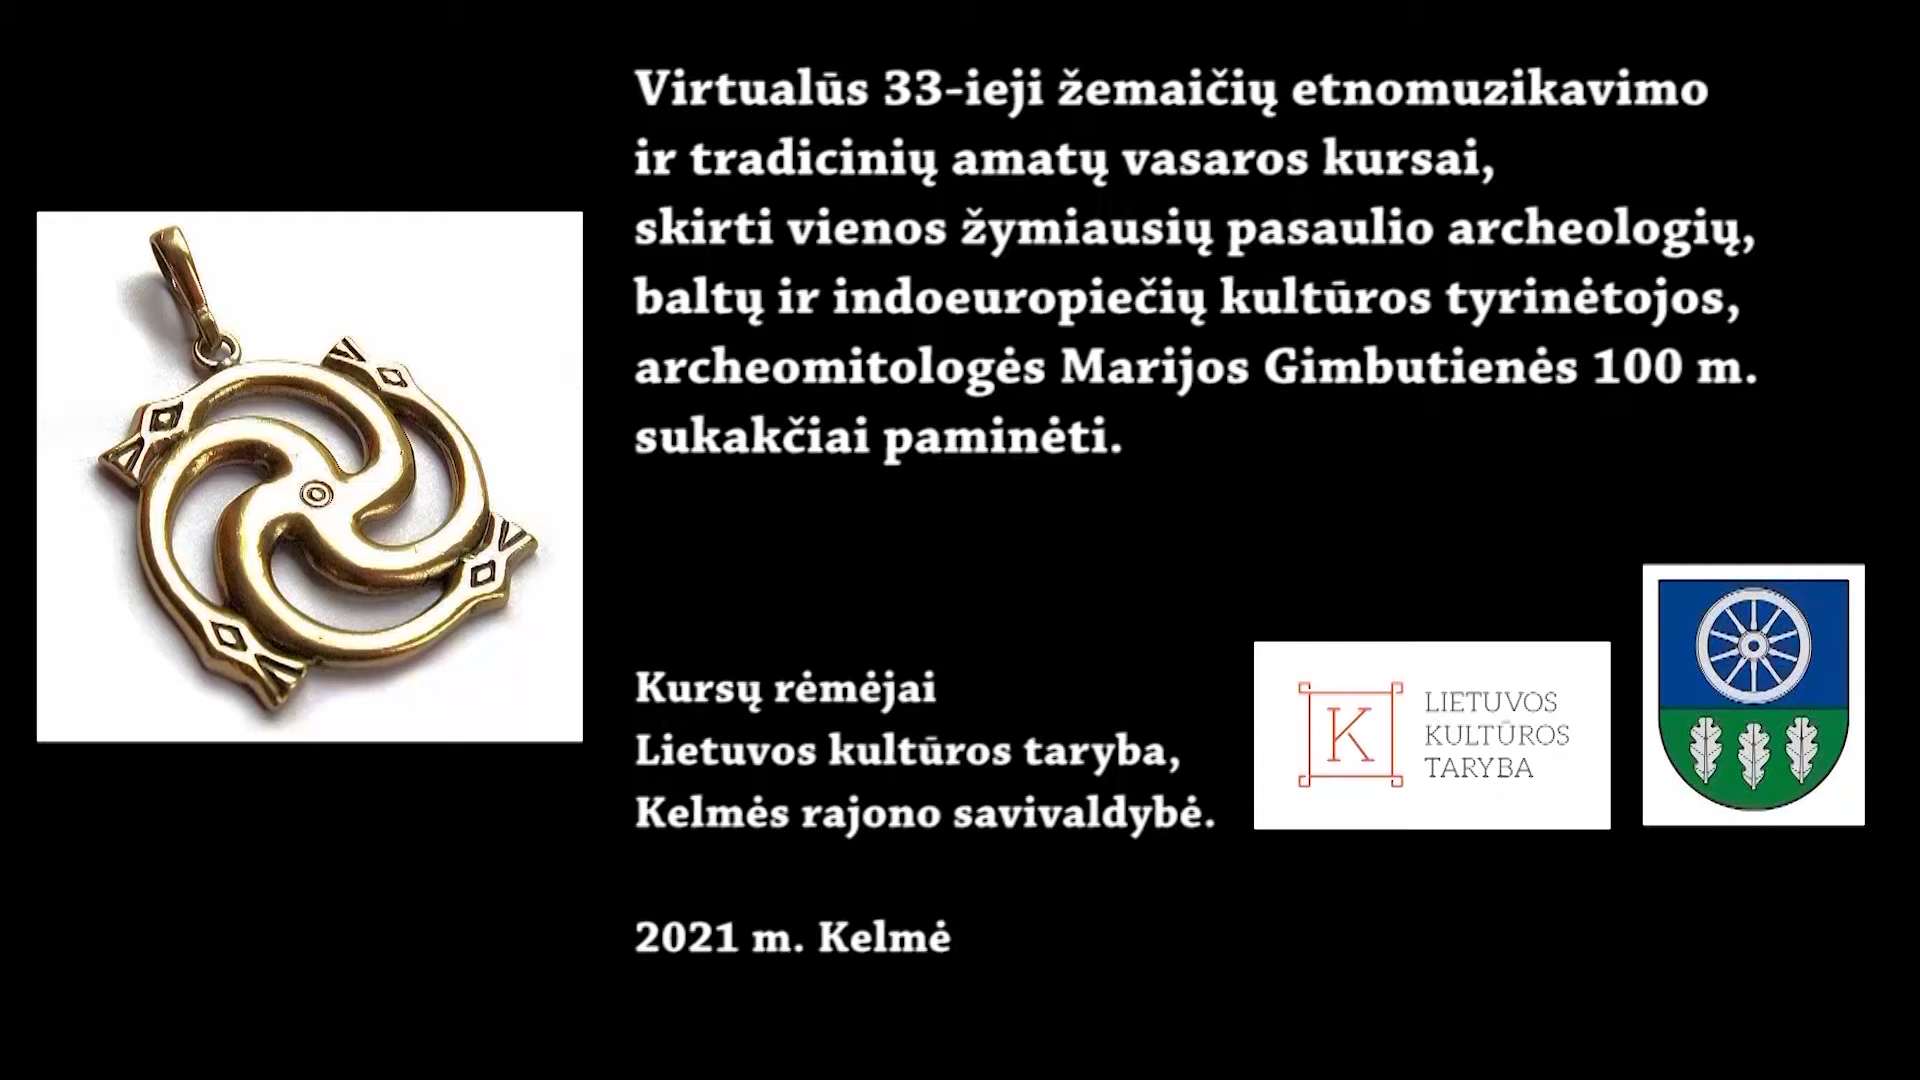 Virtualūs 33-ieji žemaičių etnomuzikavimo
ir tradicinių amatų vasaros kursai,
skirti vienos žymiausių pasaulio archeologių,
baltų ir indoeuropiečių kultūros tyrinėtojos,
archeomitologės Marijos Gimbutienės 100 m.
sukakčiai paminėti.
Kursų rėmėjai
Lietuvos kultūros taryba,
Kelmės rajono savivaldybė.
K
LIETUVOS
KULTŪROS
TARYBA
2021 m. Kelmė